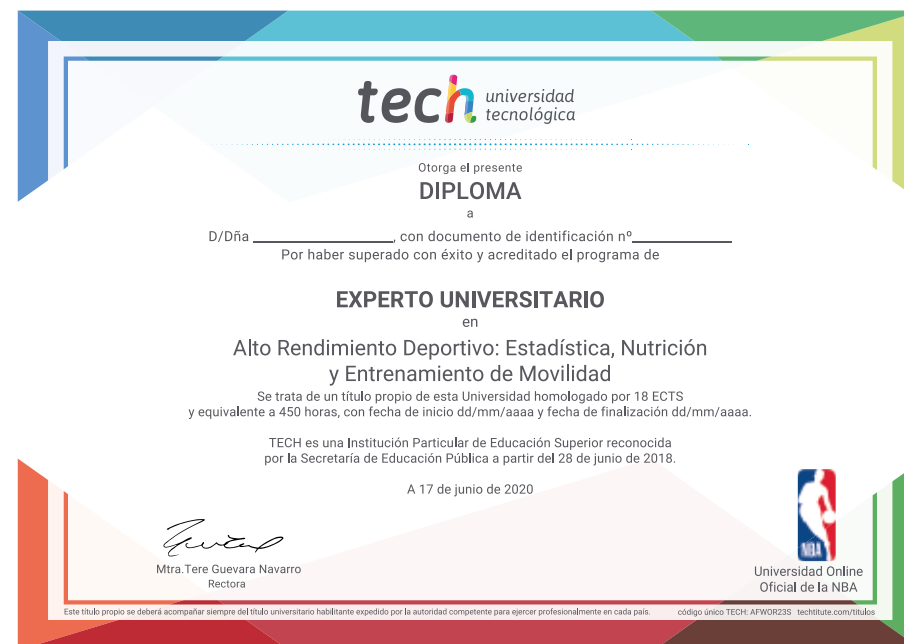 tech universidad
tecnológica
Otorga el presente
DIPLOMA
a
D/Dña ____________, con documento de identificación nº____________
Por haber superado con éxito y acreditado el programa de
EXPERTO UNIVERSITARIO
en
Alto Rendimiento Deportivo: Estadística, Nutrición
y Entrenamiento de Movilidad
Se trata de un título propio de esta Universidad homologado por 18 ECTS
y equivalente a 450 horas, con fecha de inicio dd/mm/aaaa y fecha de finalización dd/mm/aaaa.
TECH es una Institución Particular de Educación Superior reconocida
por la Secretaría de Educación Pública a partir del 28 de junio de 2018.
A 17 de junio de 2020
Mtra.Tere Guevara Navarro
Rectora
NBA
Universidad Online
Oficial de la NBA
Este título propio se deberá acompañar siempre del título universitario habilitante expedido por la autoridad competente para ejercer profesionalmente en cada país. código único TECH: AFWOR23S techtitute.com/titulos